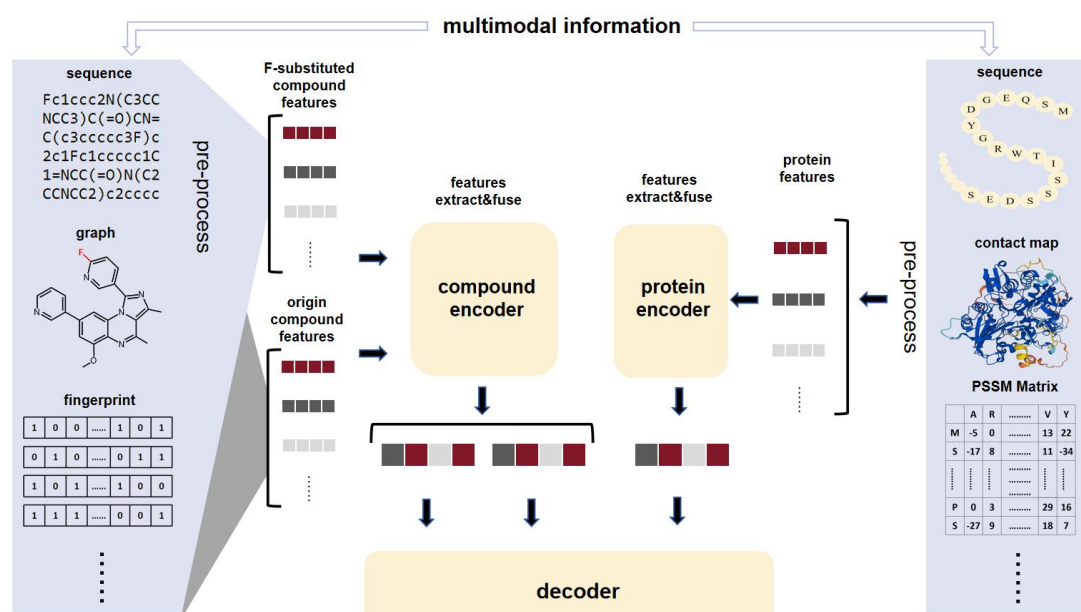 multimodal information
sequence
Fc1ccc2N(C3CC
NCC3)C(=O)CN=
C(c3ccccc3F)c
2c1Fc1ccccc1C
1=NCC(=O)N(C2
CCNCC2)c2cccc
graph
F
N
N
N
N
N
O
fingerprint
1 0 0 ...... 1 0 1
0 1 0 ...... 0 1 1
1 0 1 ...... 1 0 0
1 1 1 ...... 0 0 1
pre-process
F-substituted
compound
features
origin
compound
features
features
extract&fuse
compound
encoder
features
extract&fuse
protein
encoder
protein
features
decoder
pre-process
sequence
D G E Q S M
Y G R W T I S S S S D E S
contact map
PSSM Matrix
A R ......... V Y
M -5 0 ......... 13 22
S -17 8 ......... 11 -34
P 0 3 ......... 29 16
S -27 9 ......... 18 7